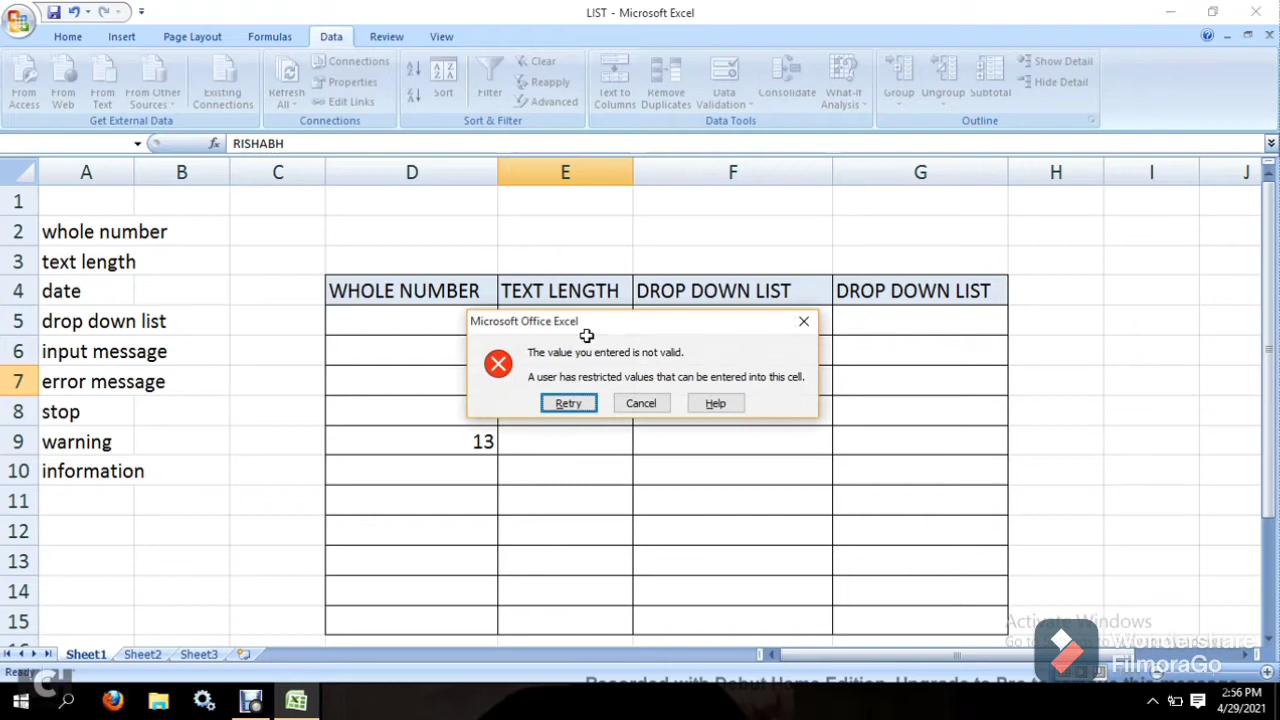 LIST - Microsoft Excel
Home Insert Page Layout Formulas Data Review View
From Access
From Web
From Text
From Other Sources
Existing Connections
Get External Data
Refresh All
Connections
Properties
Edit Links
Connections
Sort
Filter
Clear
Reapply
Advanced
Sort & Filter
Text to Columns
Remove Duplicates
Data Validation
Consolidate
What-If Analysis
Data Tools
Group
Ungroup
Subtotal
Show Detail
Hide Detail
Outline
fx RISHABH
A B C D E F G H I J
1
2 whole number
3 text length
4 date WHOLE NUMBER TEXT LENGTH DROP DOWN LIST DROP DOWN LIST
5 drop down list
6 input message
7 error message
8 stop
9 warning 13
10 information
11
12
13
14
15
Microsoft Office Excel
The value you entered is not valid.
A user has restricted values that can be entered into this cell.
Retry Cancel Help
Activate Windows
Wondershare
FilmoraGo
Sheet1 Sheet2 Sheet3
2:56 PM
4/29/2021